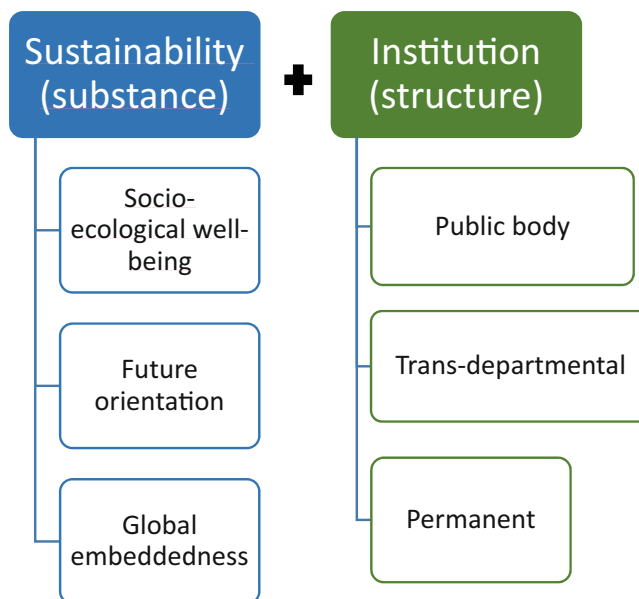 Sustainability
(substance)
Institution
(structure)
Socio-
ecological well-
being
Future
orientation
Global
embeddedness
Public body
Trans-departmental
Permanent